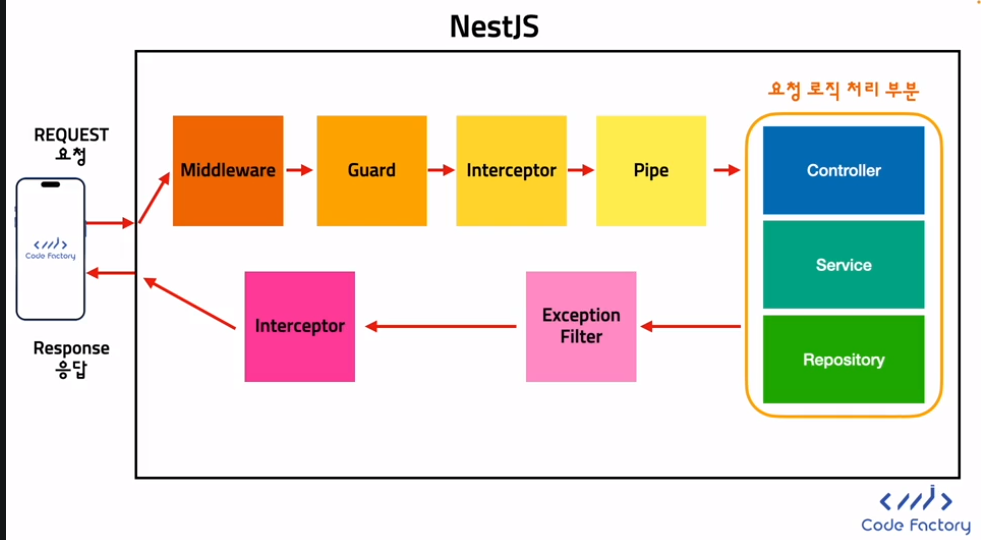 NestJS
요청 로직 처리 부분
REQUEST
요청
Middleware
Guard
Interceptor
Pipe
Controller
Service
Repository
Code Factory
Interceptor
Exception
Filter
Response
응답
Code Factory